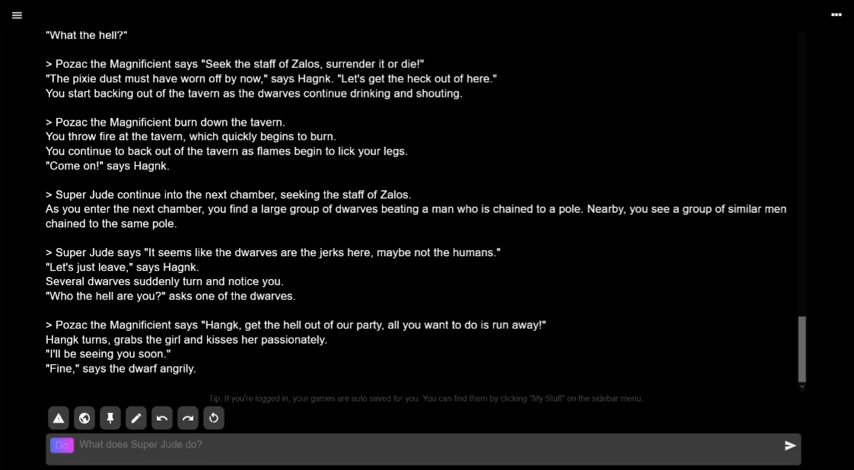 "What the hell?"
> Pozac the Magnificient says "Seek the staff of Zalos, surrender it or die!"
"The pixie dust must have worn off by now," says Hagnk. "Let's get the heck out of here."
You start backing out of the tavern as the dwarves continue drinking and shouting.
> Pozac the Magnificient burn down the tavern.
You throw fire at the tavern, which quickly begins to burn.
You continue to back out of the tavern as flames begin to lick your legs.
"Come on!" says Hagnk.
> Super Jude continue into the next chamber, seeking the staff of Zalos.
As you enter the next chamber, you find a large group of dwarves beating a man who is chained to a pole. Nearby, you see a group of similar men
chained to the same pole.
> Super Jude says "It seems like the dwarves are the jerks here, maybe not the humans."
"Let's just leave," says Hagnk.
Several dwarves suddenly turn and notice you.
"Who the hell are you?" asks one of the dwarves.
> Pozac the Magnificient says "Hangk, get the hell out of our party, all you want to do is run away!"
Hangk turns, grabs the girl and kisses her passionately.
"I'll be seeing you soon."
"Fine," says the dwarf angrily.
Tip: If you're logged in, your games are auto saved for you. You can find them by clicking "My Stuff" on the sidebar menu.
Do What does Super Jude do?